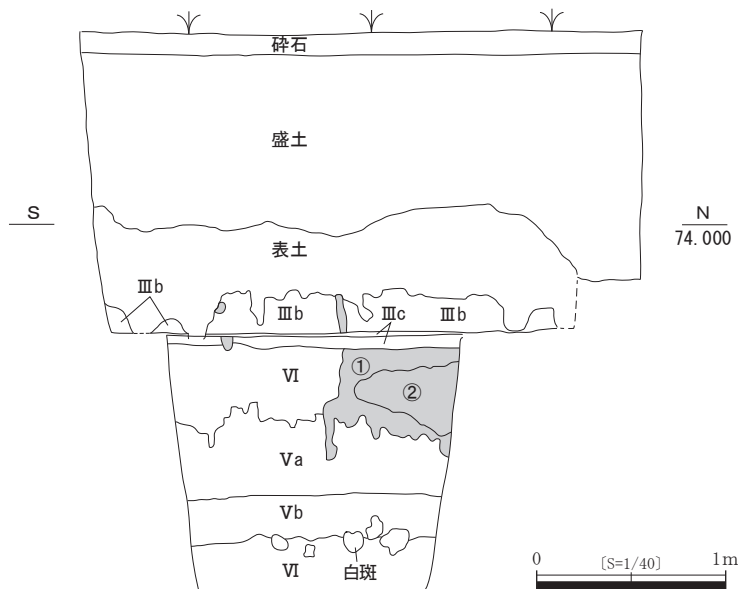 砕石
盛土
S
N
74.000
表土
Ⅲb
Ⅲb
Ⅲc
Ⅲb
Ⅵ
①
②
Ⅴa
Ⅴb
Ⅵ
白斑
0
[S=1/40]
1m